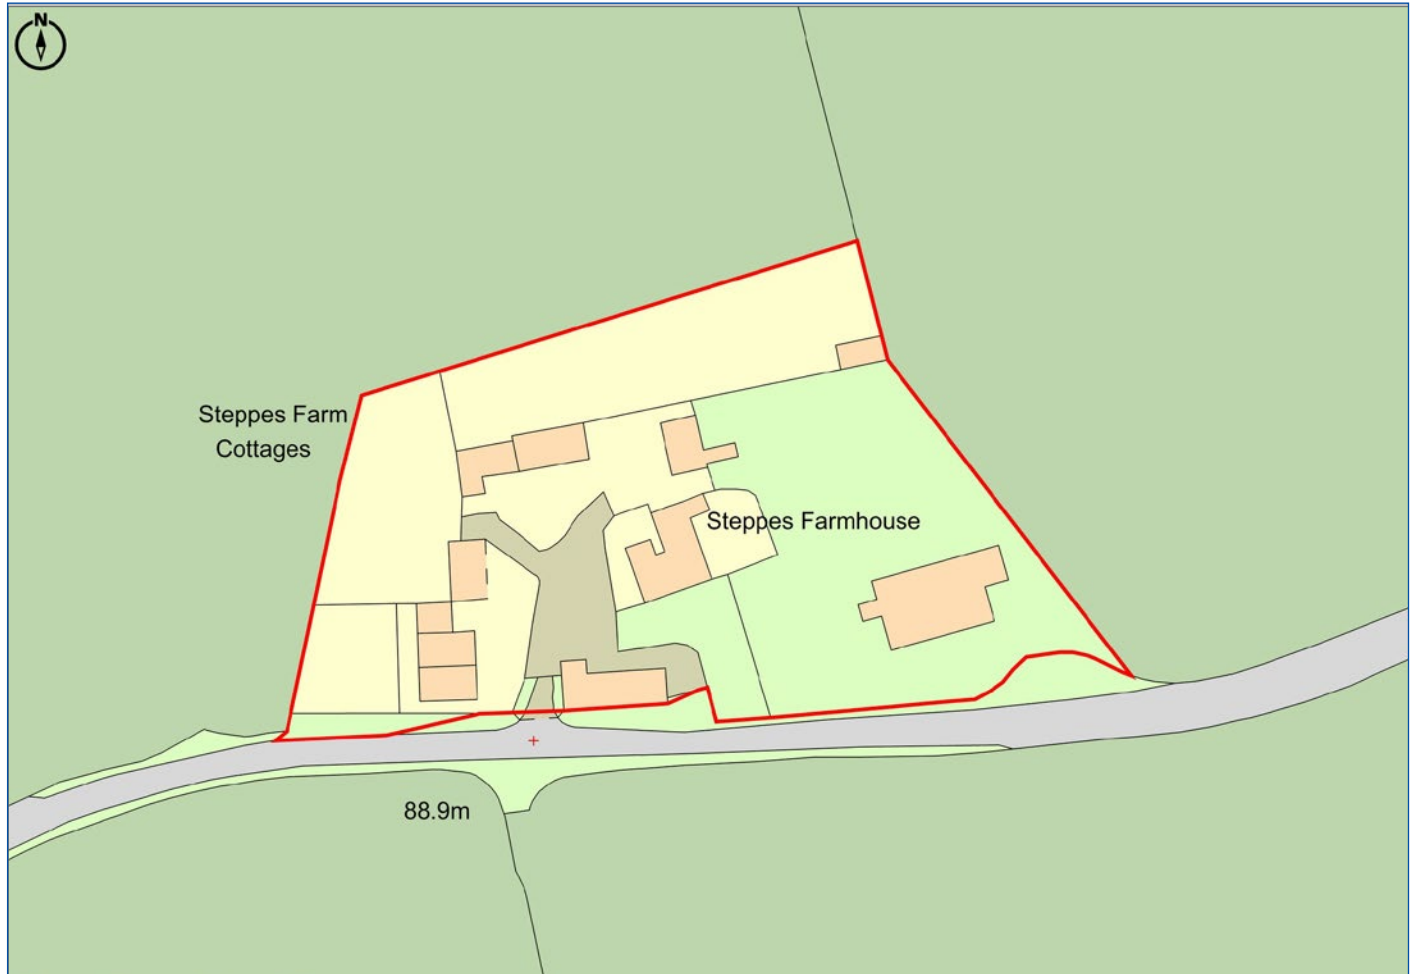 N
Steppes Farm
Cottages
Steppes Farmhouse
88.9m